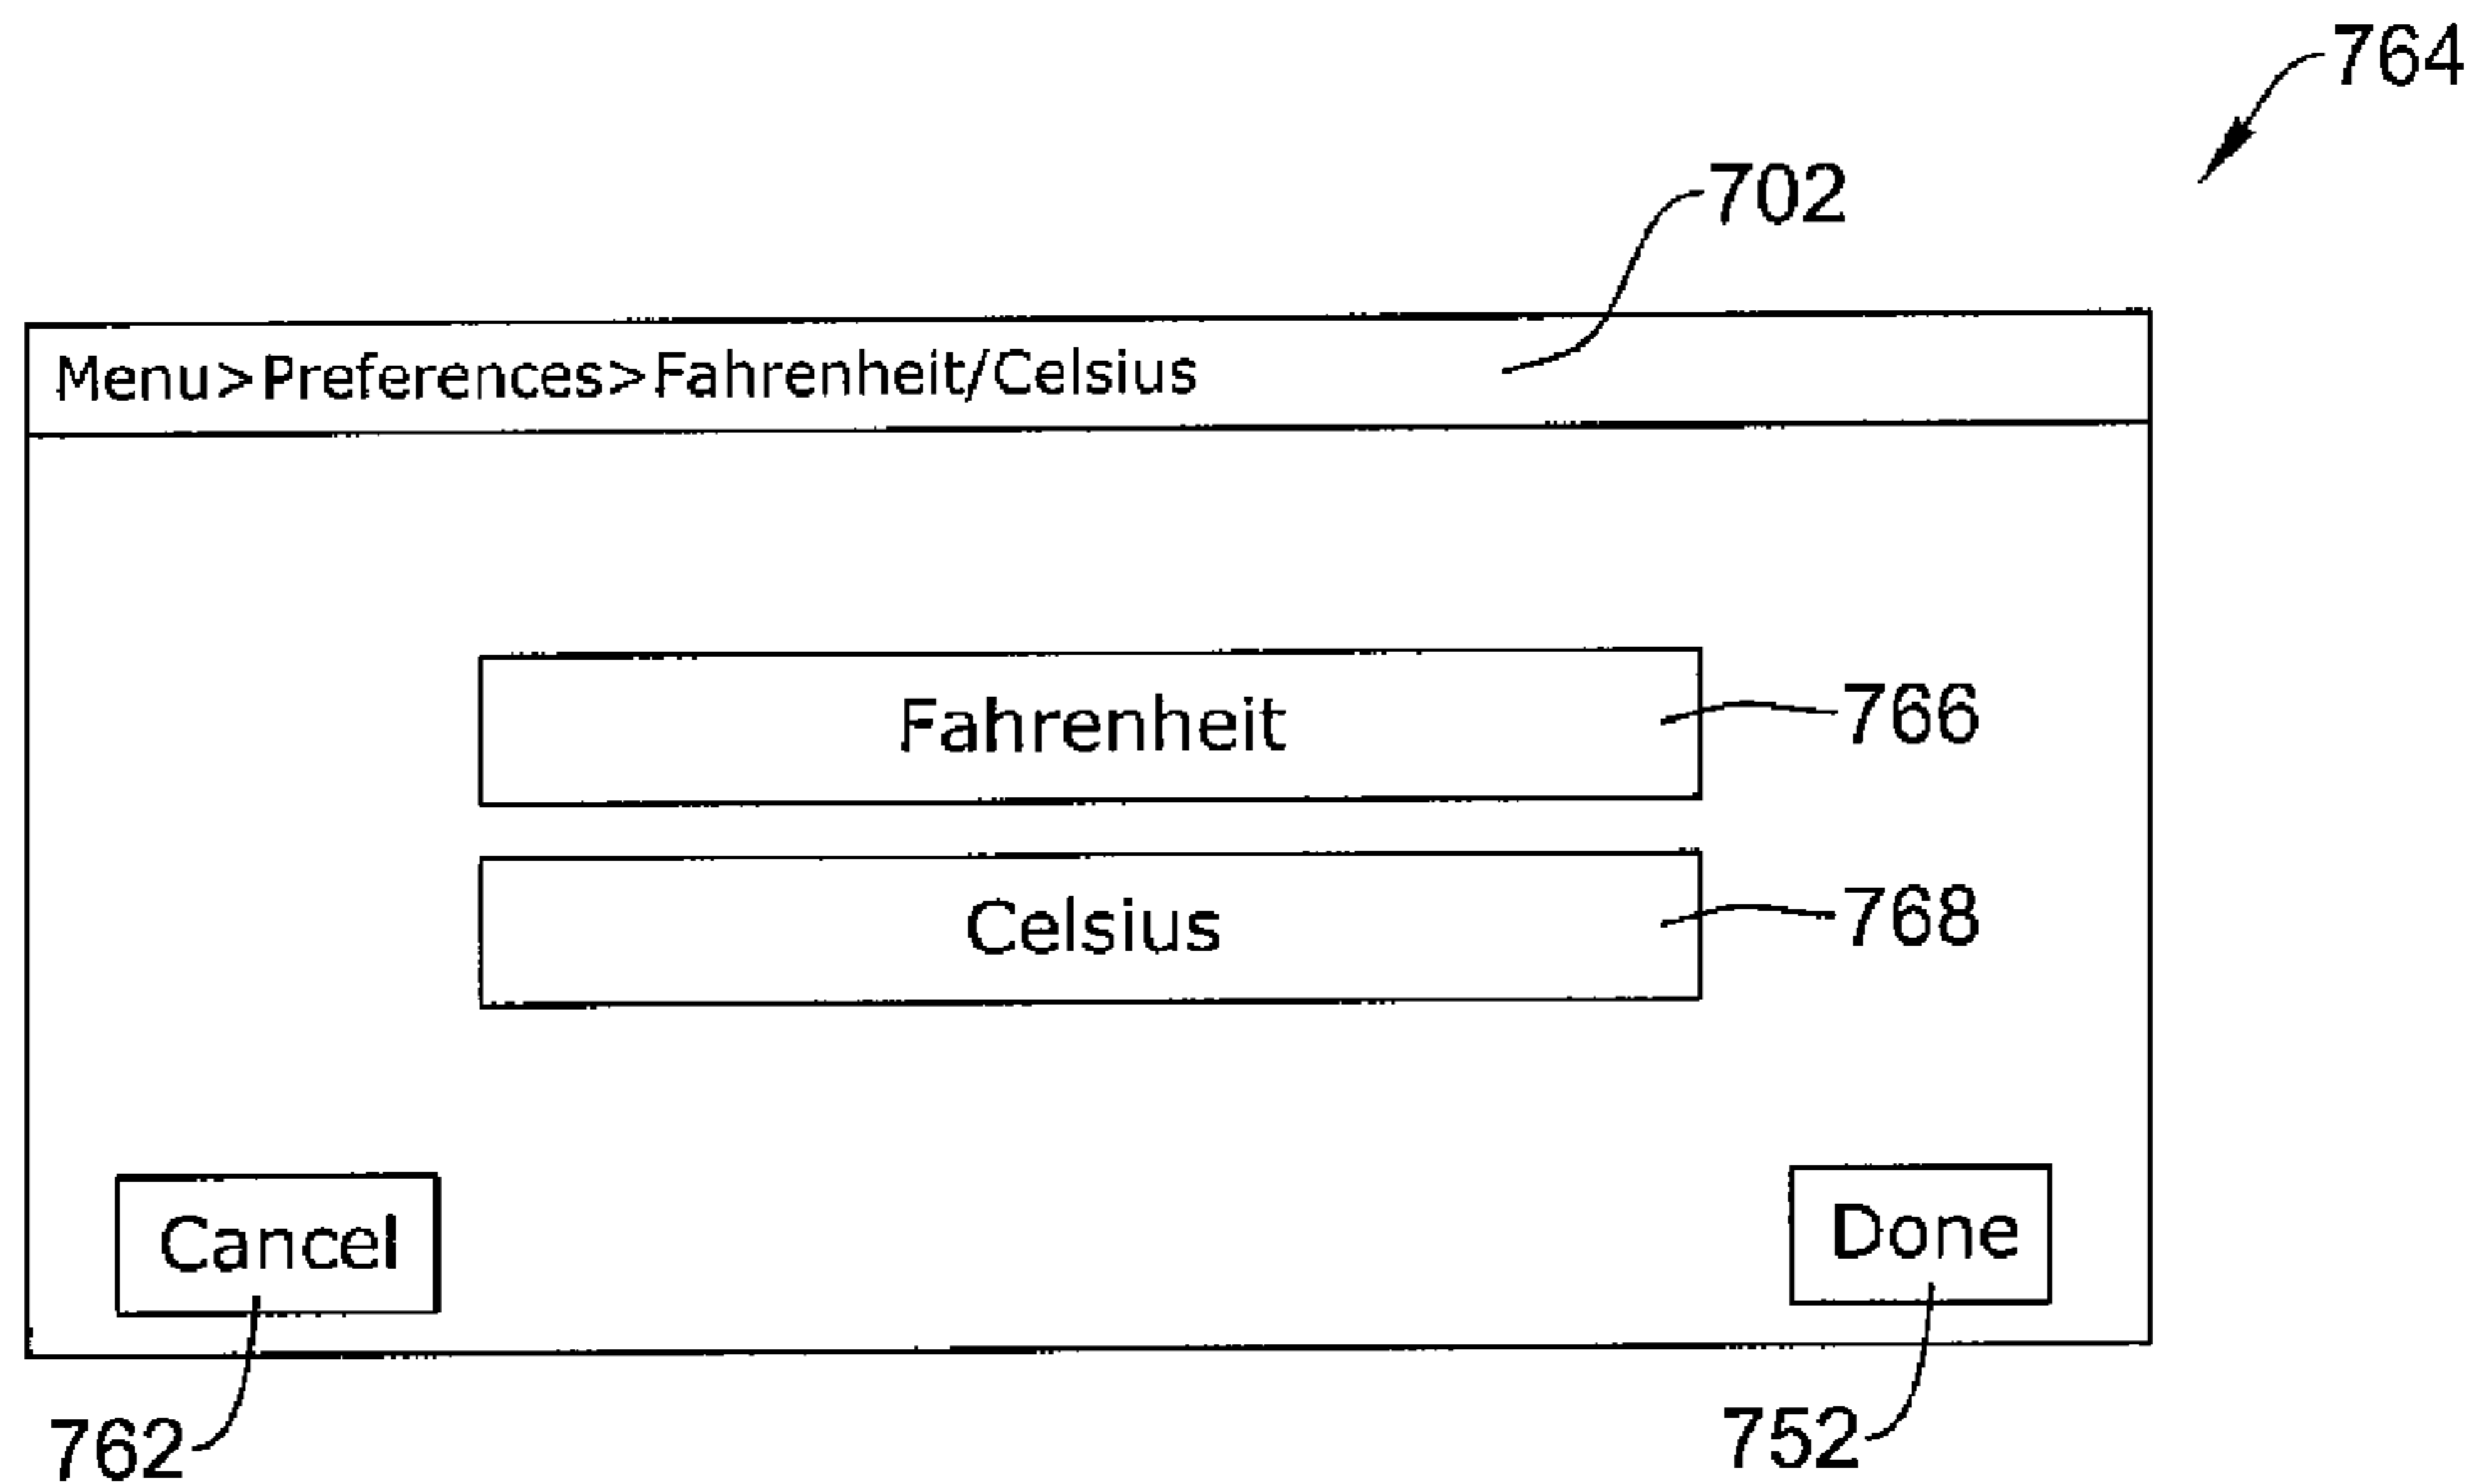 764
702
Menu>Preferences>Fahrenheit/Celsius
Fahrenheit
766
Celsius
768
Cancel
Done
762
752